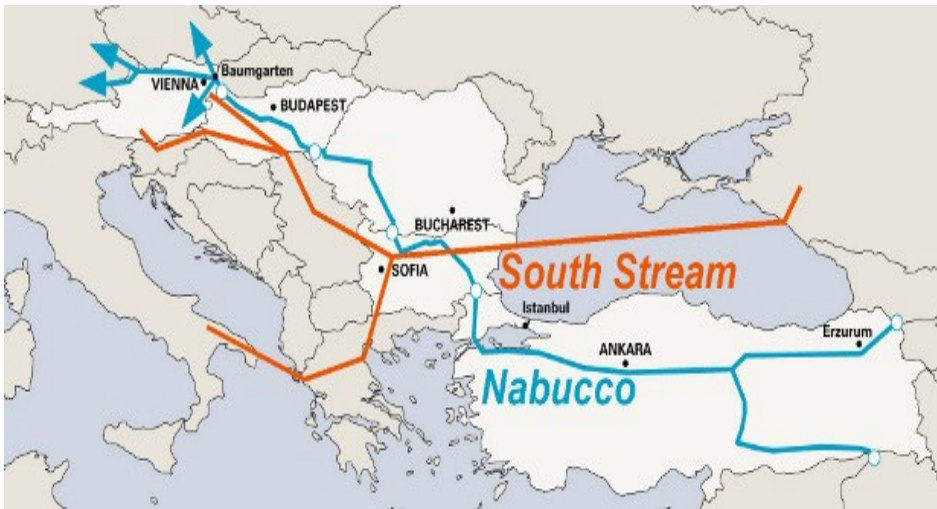 Baumgarten
VIENNA
BUDAPEST
BUCHAREST
SOFIA
South Stream
Istanbul
Erzurum
ANKARA
Nabucco